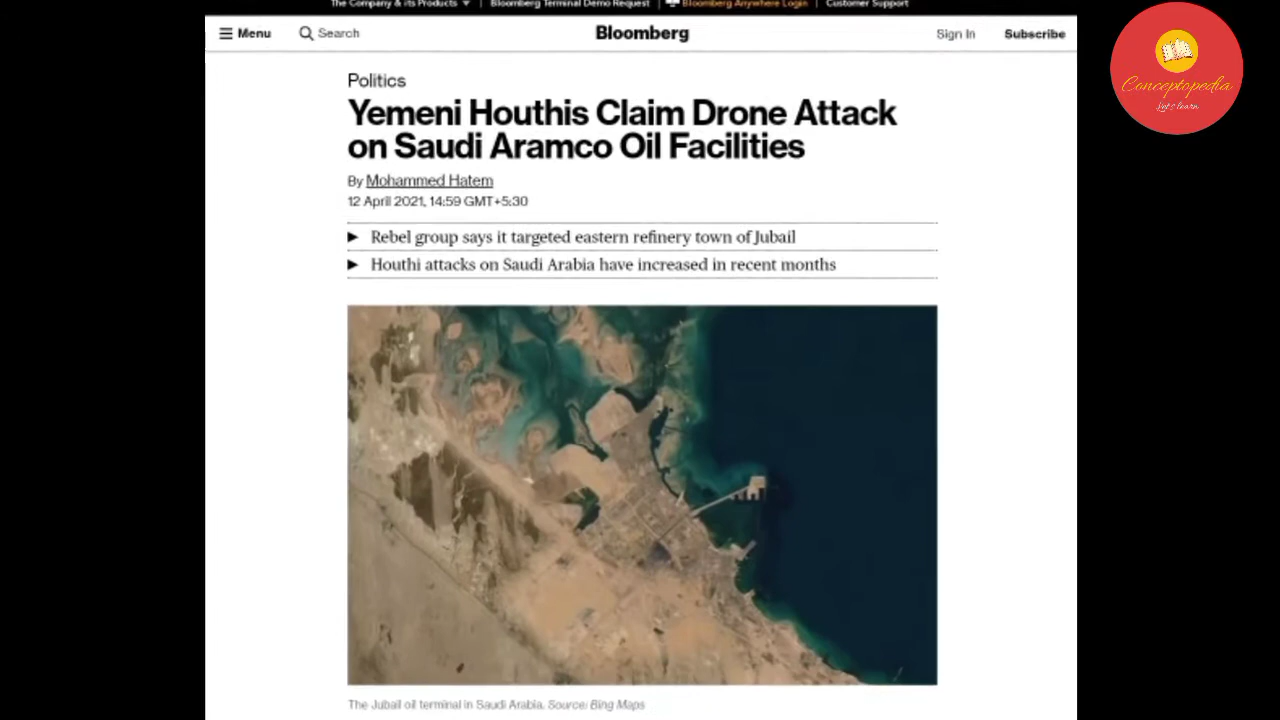 The Company & its Products ▼ | Bloomberg Terminal Demo Request | Bloomberg Anywhere Login | Customer Support
Menu Search Bloomberg Sign In Subscribe
Conceptopedia
Let's learn
Politics
Yemeni Houthis Claim Drone Attack
on Saudi Aramco Oil Facilities
By Mohammed Hatem
12 April 2021, 14:59 GMT+5:30
Rebel group says it targeted eastern refinery town of Jubail
Houthi attacks on Saudi Arabia have increased in recent months
The Jubail oil terminal in Saudi Arabia. Source: Bing Maps